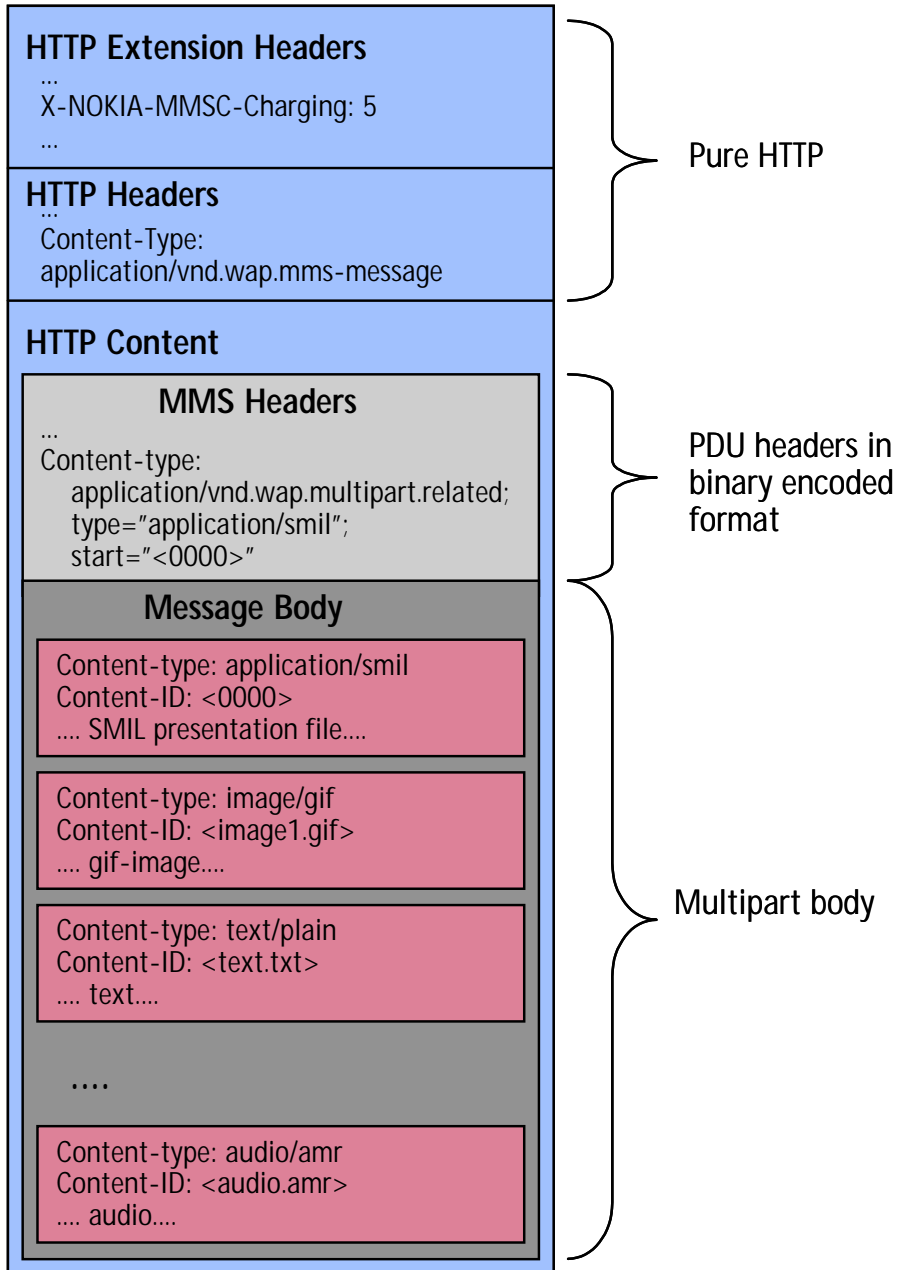 HTTP Extension Headers
...
X-NOKIA-MMSC-Charging: 5
...
Pure HTTP
HTTP Headers
...
Content-Type:
application/vnd.wap.mms-message
HTTP Content
MMS Headers
...
Content-type:
application/vnd.wap.multipart.related;
type="application/smil";
start="<0000>"
PDU headers in
binary encoded
format
Message Body
Content-type: application/smil
Content-ID: <0000>
.... SMIL presentation file....
Content-type: image/gif
Content-ID: <image1.gif>
.... gif-image....
Multipart body
Content-type: text/plain
Content-ID: <text.txt>
.... text....
....
Content-type: audio/amr
Content-ID: <audio.amr>
.... audio....